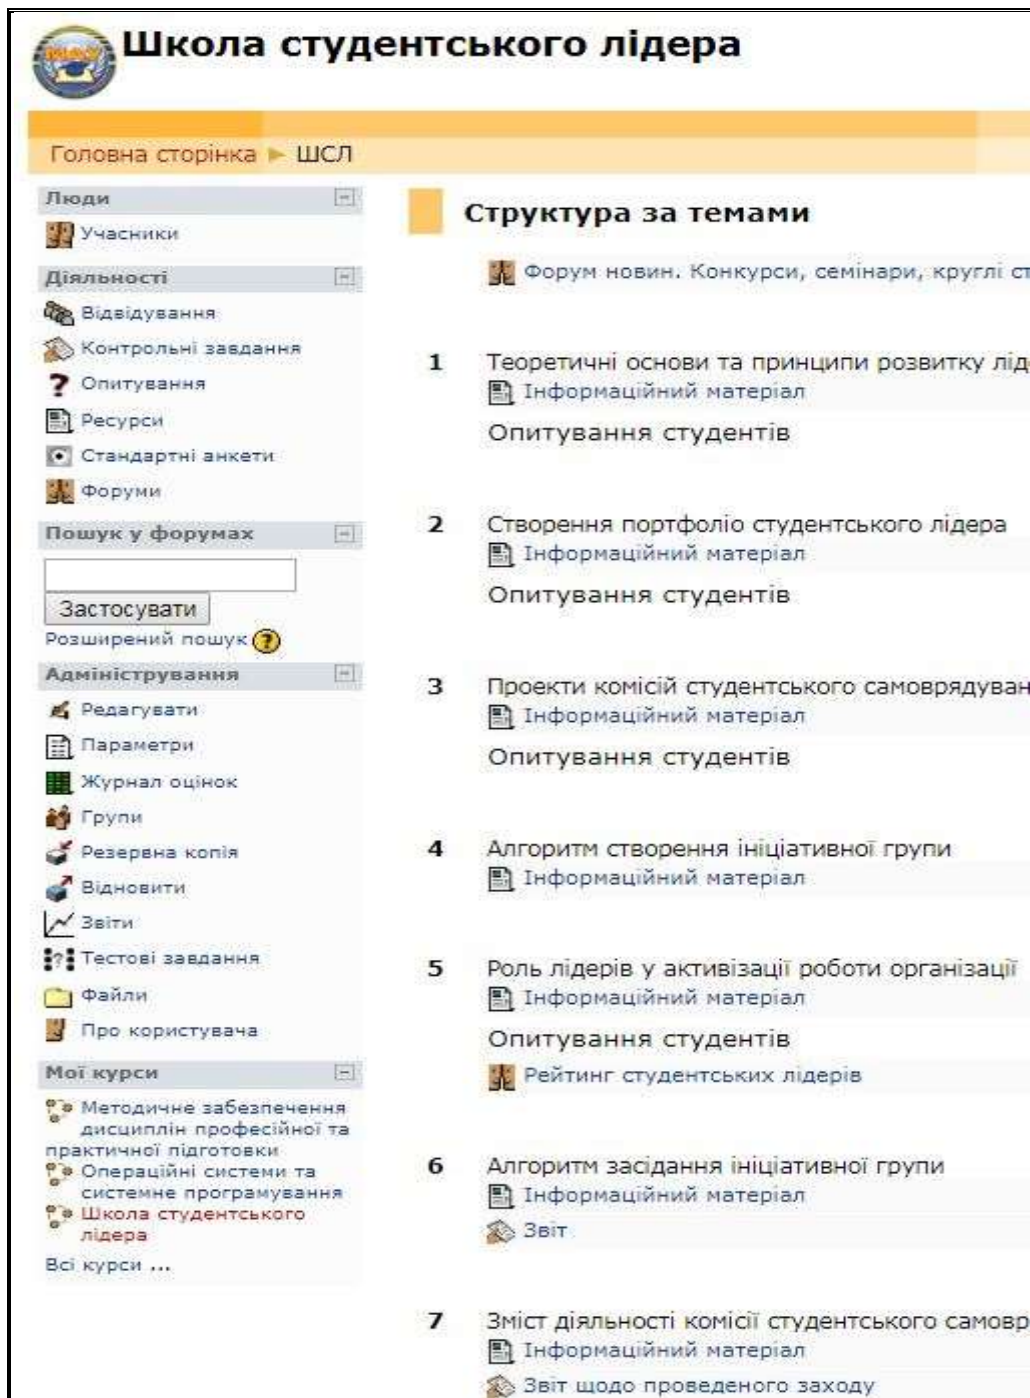 Школа студентського лідера
Головна сторінка ► ШСЛ
Люди
Учасники
Діяльності
Відвідування
Контрольні завдання
Опитування
Ресурси
Стандартні анкети
Форуми
Пошук у форумах
Застосувати
Розширений пошук
Адміністрування
Редагувати
Параметри
Журнал оцінок
Групи
Резервна копія
Відновити
Звіти
Тестові завдання
Файли
Про користувача
Мої курси
Методичне забезпечення
дисциплін професійної та
практичної підготовки
Операційні системи та
системне програмування
Школа студентського
лідера
Всі курси ...
Структура за темами
Форум новин. Конкурси, семінари, круглі ст
1 Теоретичні основи та принципи розвитку лід
Інформаційний матеріал
Опитування студентів
2 Створення портфоліо студентського лідера
Інформаційний матеріал
Опитування студентів
3 Проекти комісій студентського самоврядуван
Інформаційний матеріал
Опитування студентів
4 Алгоритм створення ініціативної групи
Інформаційний матеріал
5 Роль лідерів у активізації роботи організації
Інформаційний матеріал
Опитування студентів
Рейтинг студентських лідерів
6 Алгоритм засідання ініціативної групи
Інформаційний матеріал
Звіт
7 Зміст діяльності комісії студентського самовр
Інформаційний матеріал
Звіт щодо проведеного заходу